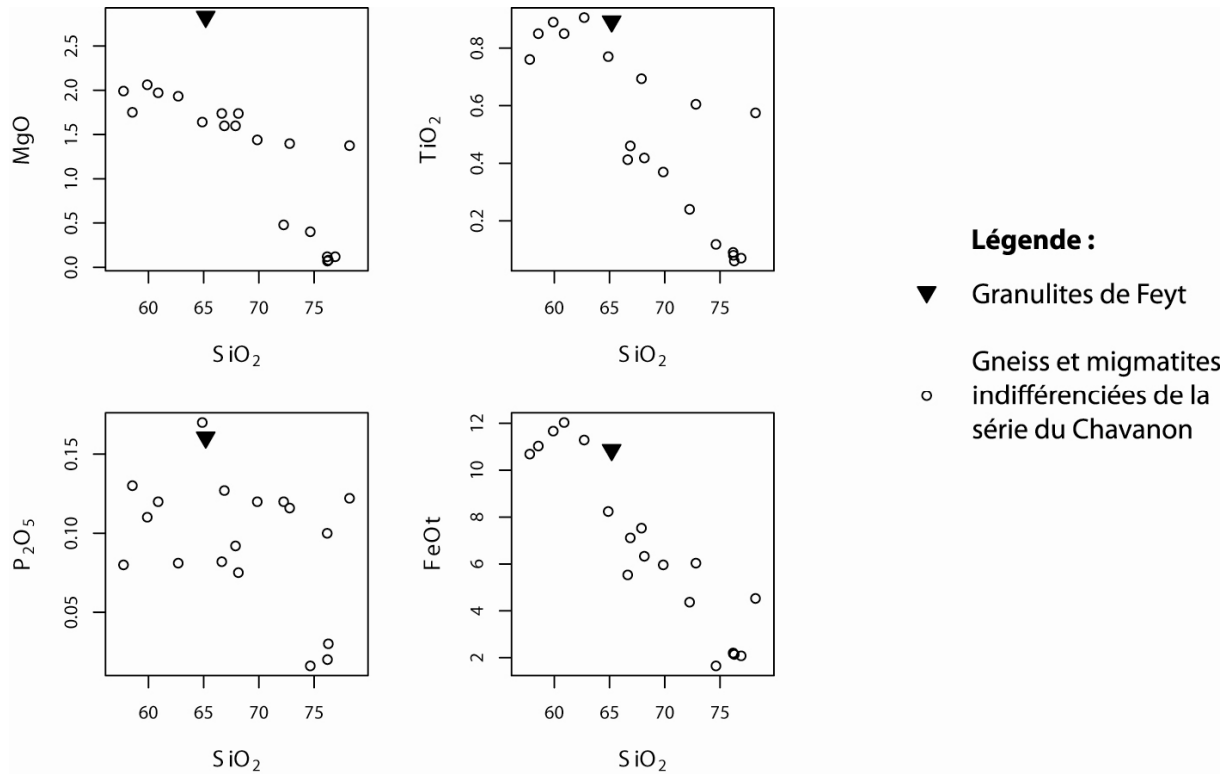 MgO
0.0 0.5 1.0 1.5 2.0 2.5
60 65 70 75
SiO2
TiO2
0.2 0.4 0.6 0.8
60 65 70 75
SiO2
P2O5
0.05 0.10 0.15
60 65 70 75
SiO2
FeOt
2 4 6 8 10 12
60 65 70 75
SiO2
Légende :
Granulites de Feyt
Gneiss et migmatites
indifférenciées de la
série du Chavanon